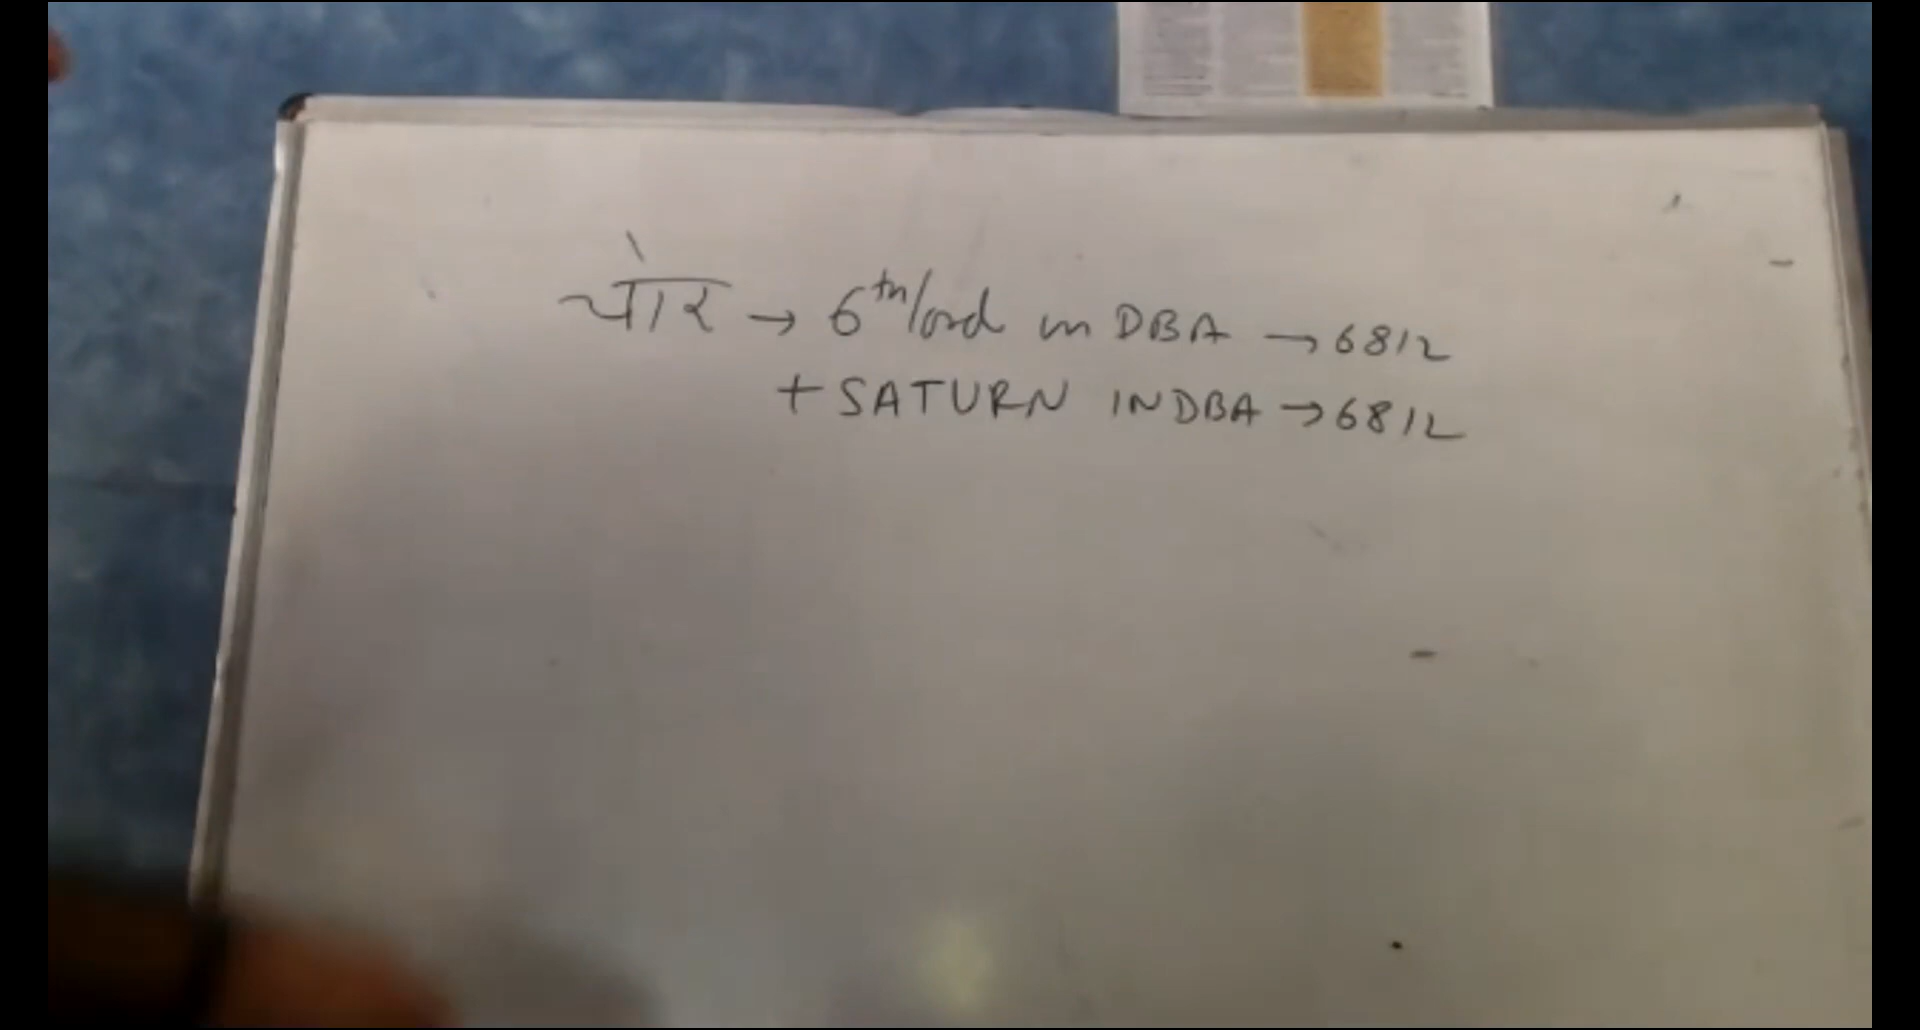 चोर → 6th lord in DBA → 6812
+ SATURN IN DBA → 6812